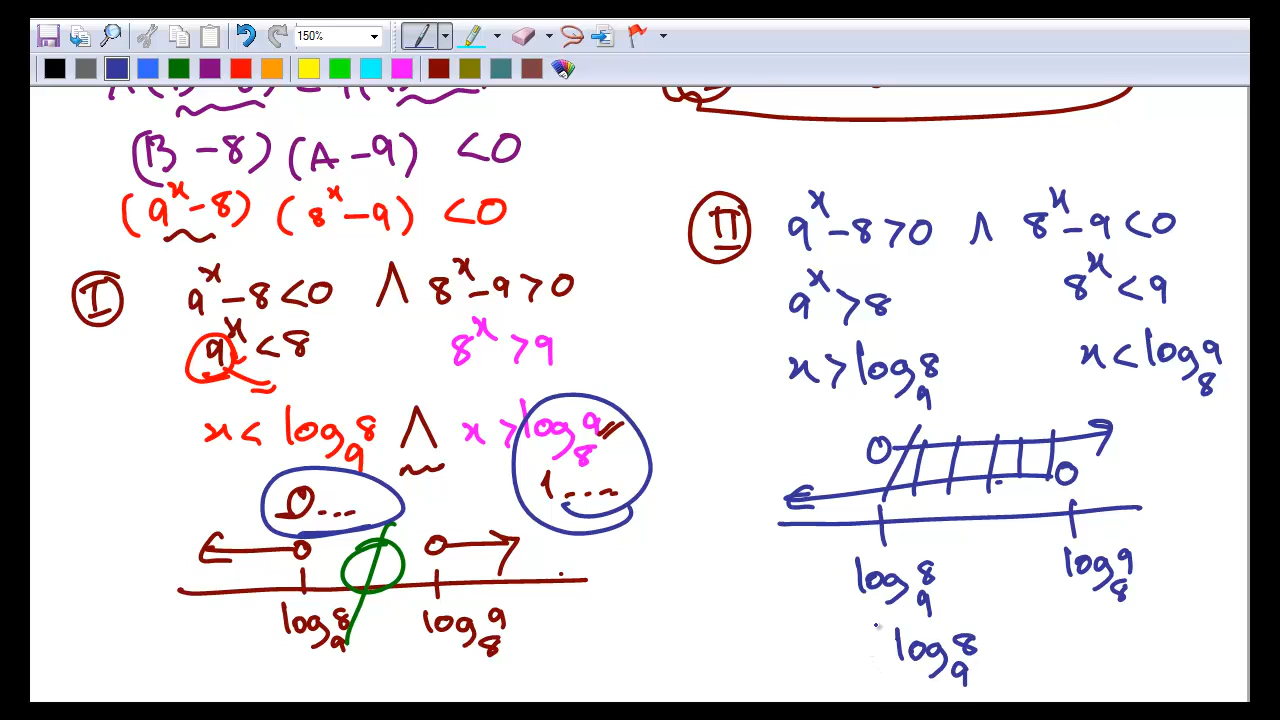 150%
(B - 8) (A - 9) < 0
(9^x - 8) (8^x - 9) < 0
I
9^x - 8 < 0 ∧ 8^x - 9 > 0
9^x < 8 8^x > 9
x < log_9 8 ∧ x > log_8 9
0... 1....
log_9 8 log_8 9
II
9^x - 8 > 0 ∧ 8^x - 9 < 0
9^x > 8 8^x < 9
x > log_9 8 x < log_8 9
log_9 8 log_8 9
log_9 8